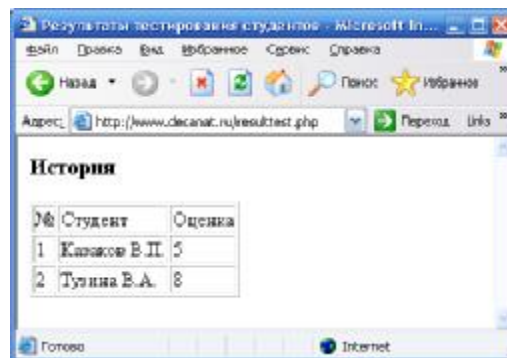 Результаты тестирования студентов - Microsoft In...
Файл Правка Вид Избранное Сервис Справка
Назад Поиск Избранное
Адрес: http://www.decanat.ru/resulttest.php Переход Links
История
№ Студент Оценка
1 Казаков В.П. 5
2 Тузина В.А. 8
Готово Internet